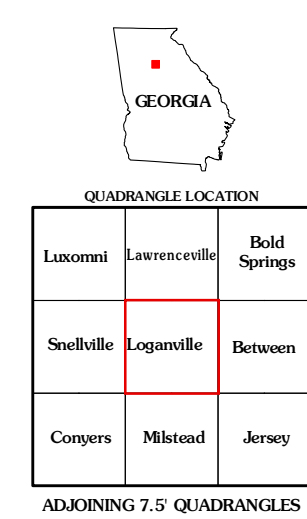 GEORGIA
QUADRANGLE LOCATION
Luxomni Lawrenceville Bold Springs
Snellville Loganville Between
Conyers Milstead Jersey
ADJOINING 7.5' QUADRANGLES